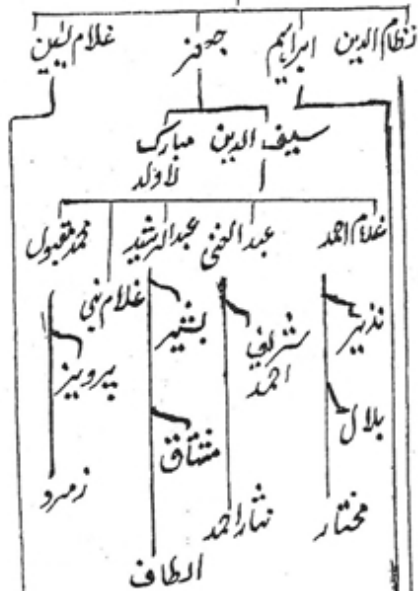 نظام الدین ابراہیم جعفر غلام یٰسین
سیف الدین مبارک
لاولد
غلام احمد عبدالغنی عبدالرشید غلام نبی محمد مقبول
نذیر شریف احمد بشیر پرویز
بلال مشتاق
مختار نثار احمد الطاف زمرد